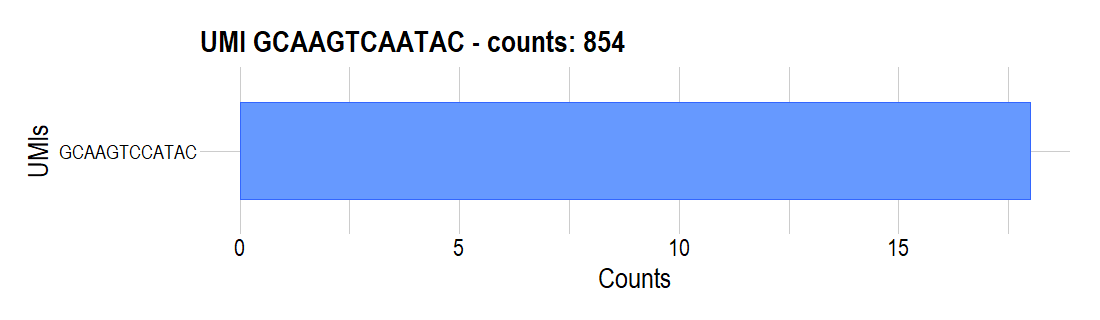 UMI GCAAGTCAATAC - counts: 854
UMIs
GCAAGTCCATAC
0 5 10 15
Counts